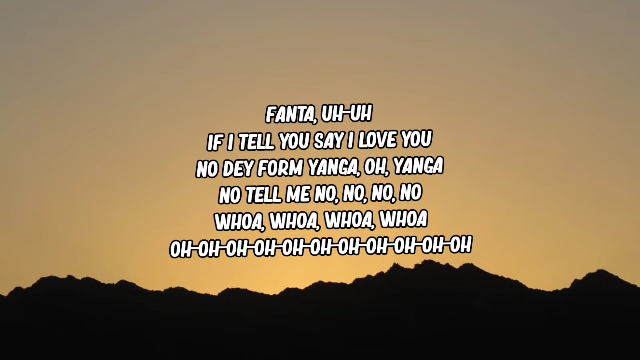 FANTA, UH-UH
IF I TELL YOU SAY I LOVE YOU
NO DEY FORM YANGA, OH, YANGA
NO TELL ME NO, NO, NO, NO
WHOA, WHOA, WHOA, WHOA
OH-OH-OH-OH-OH-OH-OH-OH-OH-OH-OH